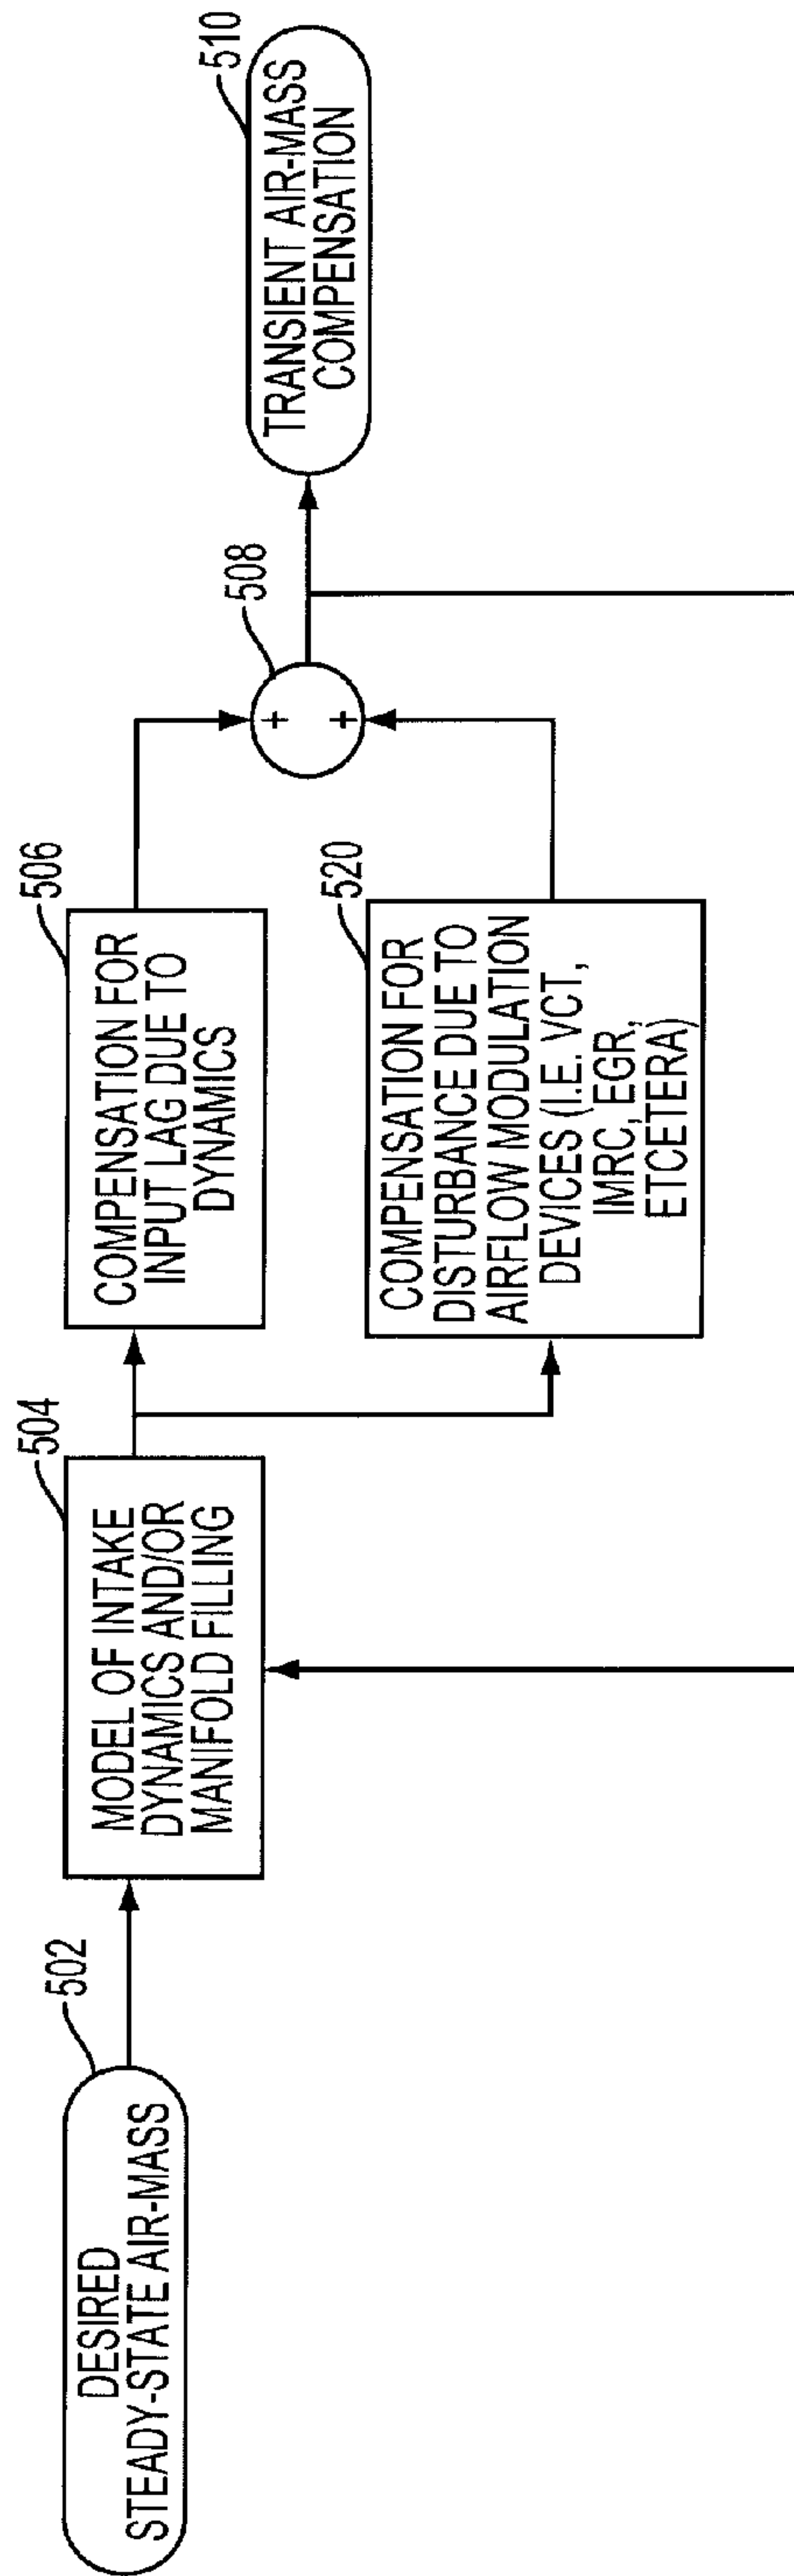 502
DESIRED
STEADY-STATE AIR-MASS
504
MODEL OF INTAKE
DYNAMICS AND/OR
MANIFOLD FILLING
506
COMPENSATION FOR
INPUT LAG DUE TO
DYNAMICS
520
COMPENSATION FOR
DISTURBANCE DUE TO
AIRFLOW MODULATION
DEVICES (I.E. VCT,
IMRC, EGR,
ETCETERA)
508
+
+
510
TRANSIENT AIR-MASS
COMPENSATION